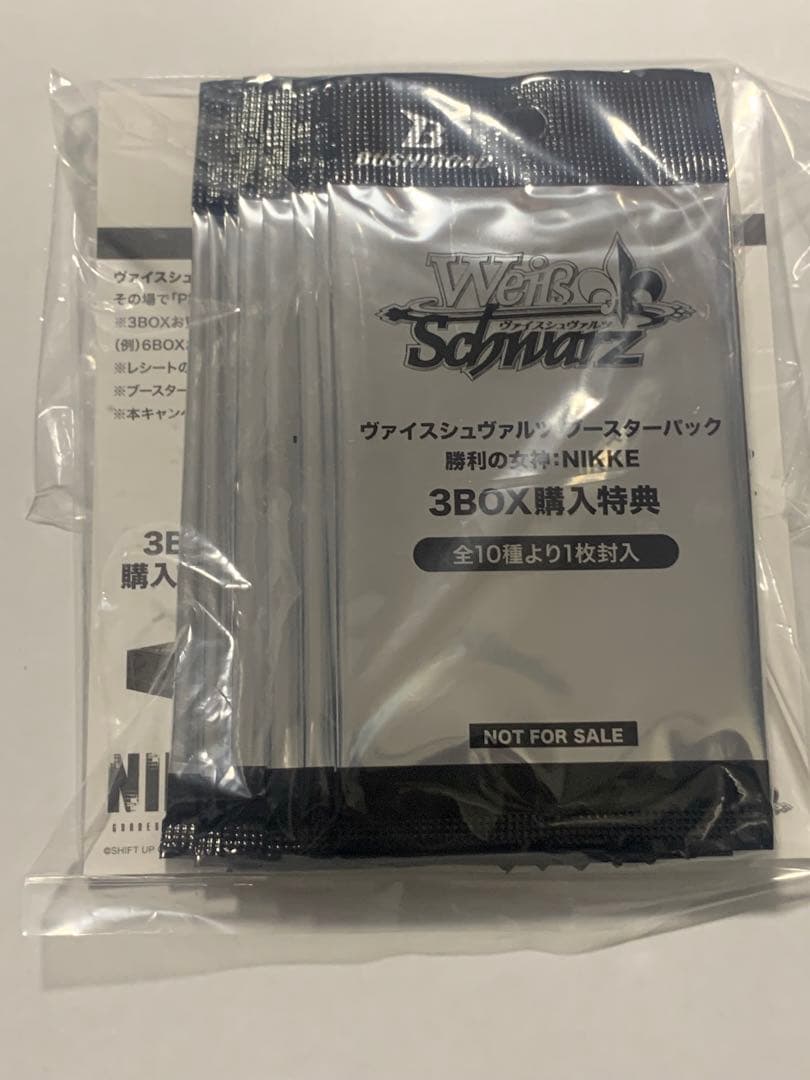 BUSHIROAD
Weiß
ヴァイスシュヴァルツ
Schwarz
ヴァイスシュヴァルツ ブースターパック
勝利の女神:NIKKE
3BOX購入特典
全10種より1枚封入
NOT FOR SALE
ヴァイスシュ
その場で「P
※3BOXお
(例)6BOX
※レシートの
※ブースター
※本キャン
3B
購入
NI
GODDE
©SHIFT UP